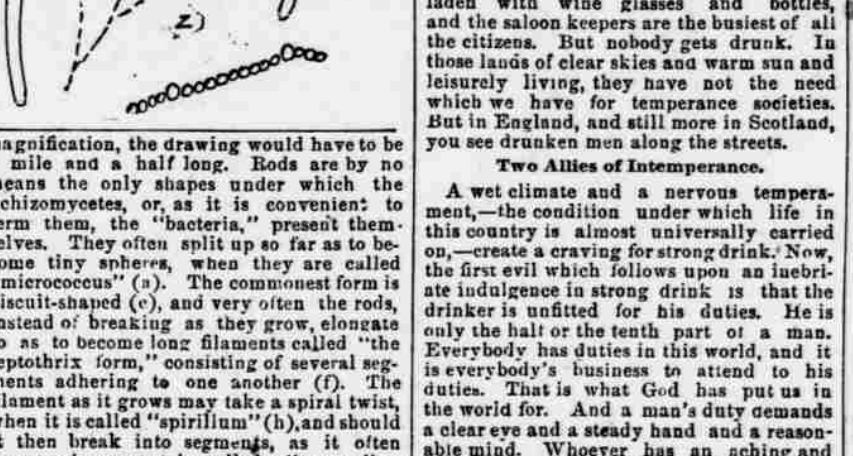 z)
agnification, the drawing would have to be
mile and a half long. Rods are by no
eans the only shapes under which the
chizomycetes, or, as it is convenient to
erm them, the "bacteria," present them-
elves. They often split up so far as to be-
ome tiny spheres, when they are called
micrococcus" (a). The commonest form is
iscuit-shaped (c), and very often the rods,
nstead of breaking as they grow, elongate
o as to become long filaments called "the
eptothrix form," consisting of several seg-
ents adhering to one another (f). The
ilament as it grows may take a spiral twist,
hen it is called "spirillum" (h), and should
t then break into segments, as it often
laden with wine glasses and bottles,
and the saloon keepers are the busiest of all
the citizens. But nobody gets drunk. In
those lands of clear skies and warm sun and
leisurely living, they have not the need
which we have for temperance societies.
But in England, and still more in Scotland,
you see drunken men along the streets.
Two Allies of Intemperance.
A wet climate and a nervous tempera-
ment,—the condition under which life in
this country is almost universally carried
on,—create a craving for strong drink. Now,
the first evil which follows upon an inebri-
ate indulgence in strong drink is that the
drinker is unfitted for his duties. He is
only the half or the tenth part of a man.
Everybody has duties in this world, and it
is everybody's business to attend to his
duties. That is what God has put us in
the world for. And a man's duty demands
a clear eye and a steady hand and a reason-
able mind. Whoever has an aching and